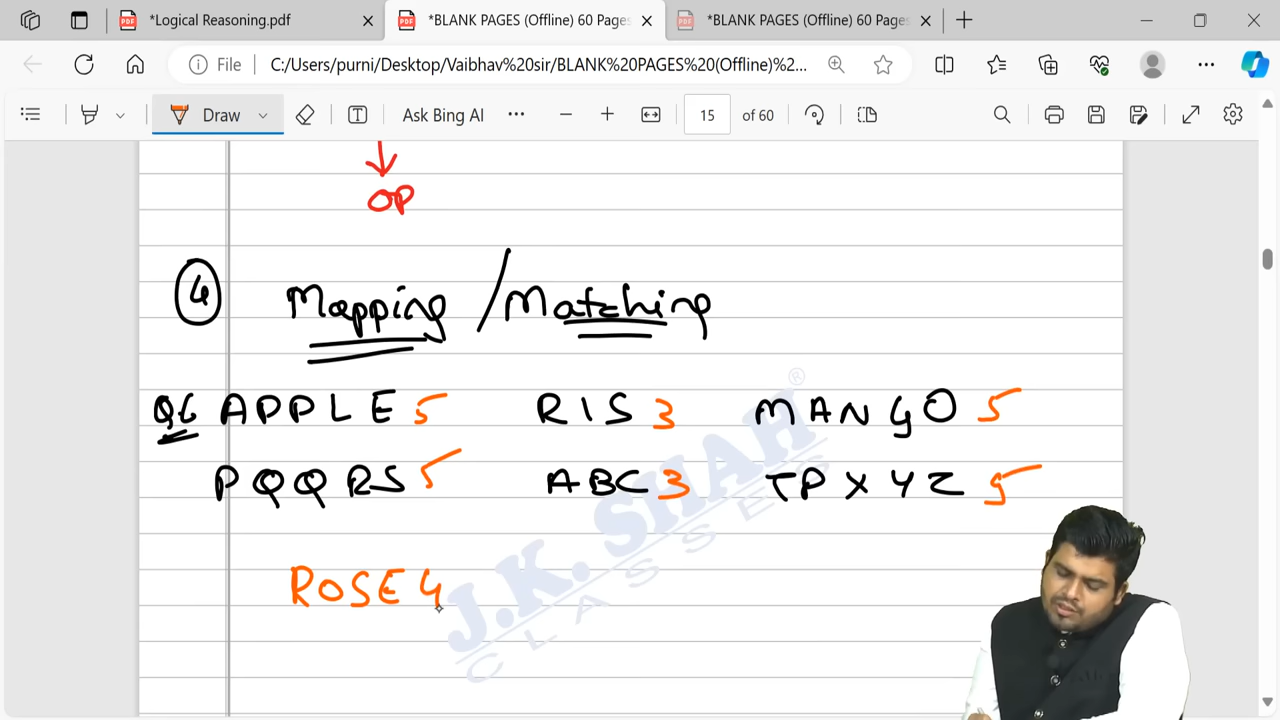 *Logical Reasoning.pdf
*BLANK PAGES (Offline) 60 Pages
*BLANK PAGES (Offline) 60 Pages
File
C:/Users/purni/Desktop/Vaibhav%20sir/BLANK%20PAGES%20(Offline)%2...
Draw
Ask Bing AI
15 of 60
OP
4 Mapping / Matching
Q6 APPLE 5 RIS 3 MANGO 5
PQQRS 5 ABC 3 TPXYZ 5
ROSE 4
J.K. SHAH ®
CLASSES